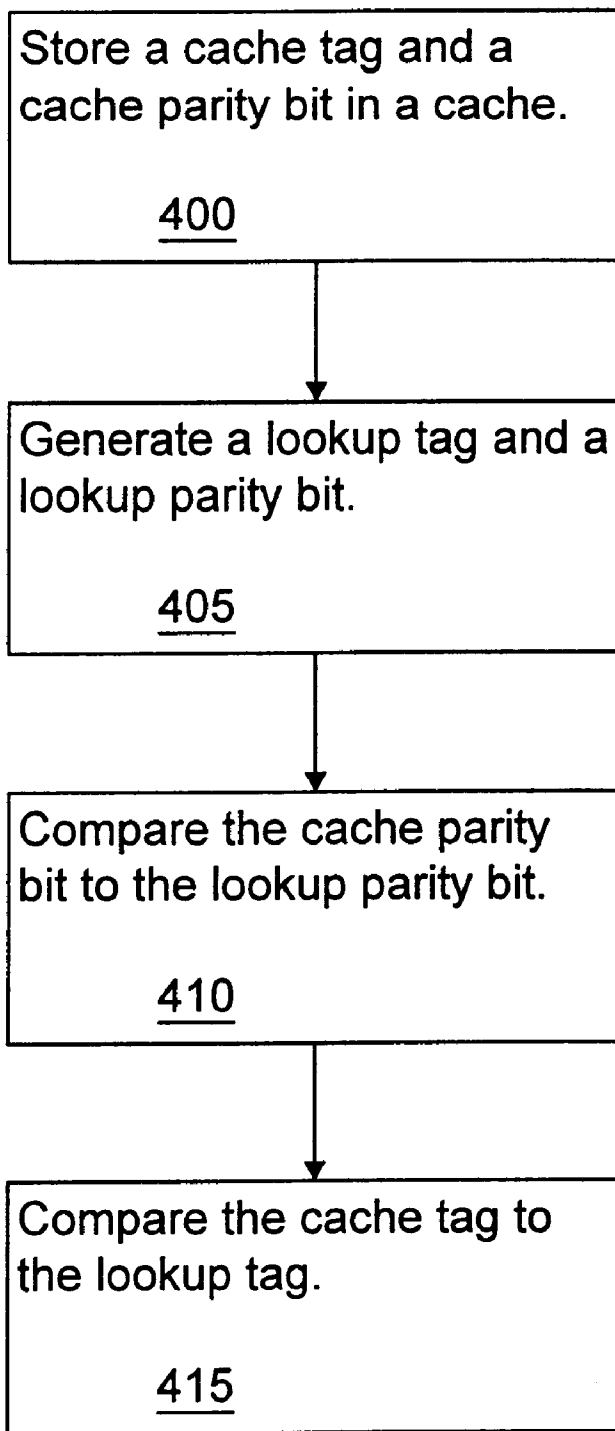 Store a cache tag and a
cache parity bit in a cache.
400
Generate a lookup tag and a
lookup parity bit.
405
Compare the cache parity
bit to the lookup parity bit.
410
Compare the cache tag to
the lookup tag.
415